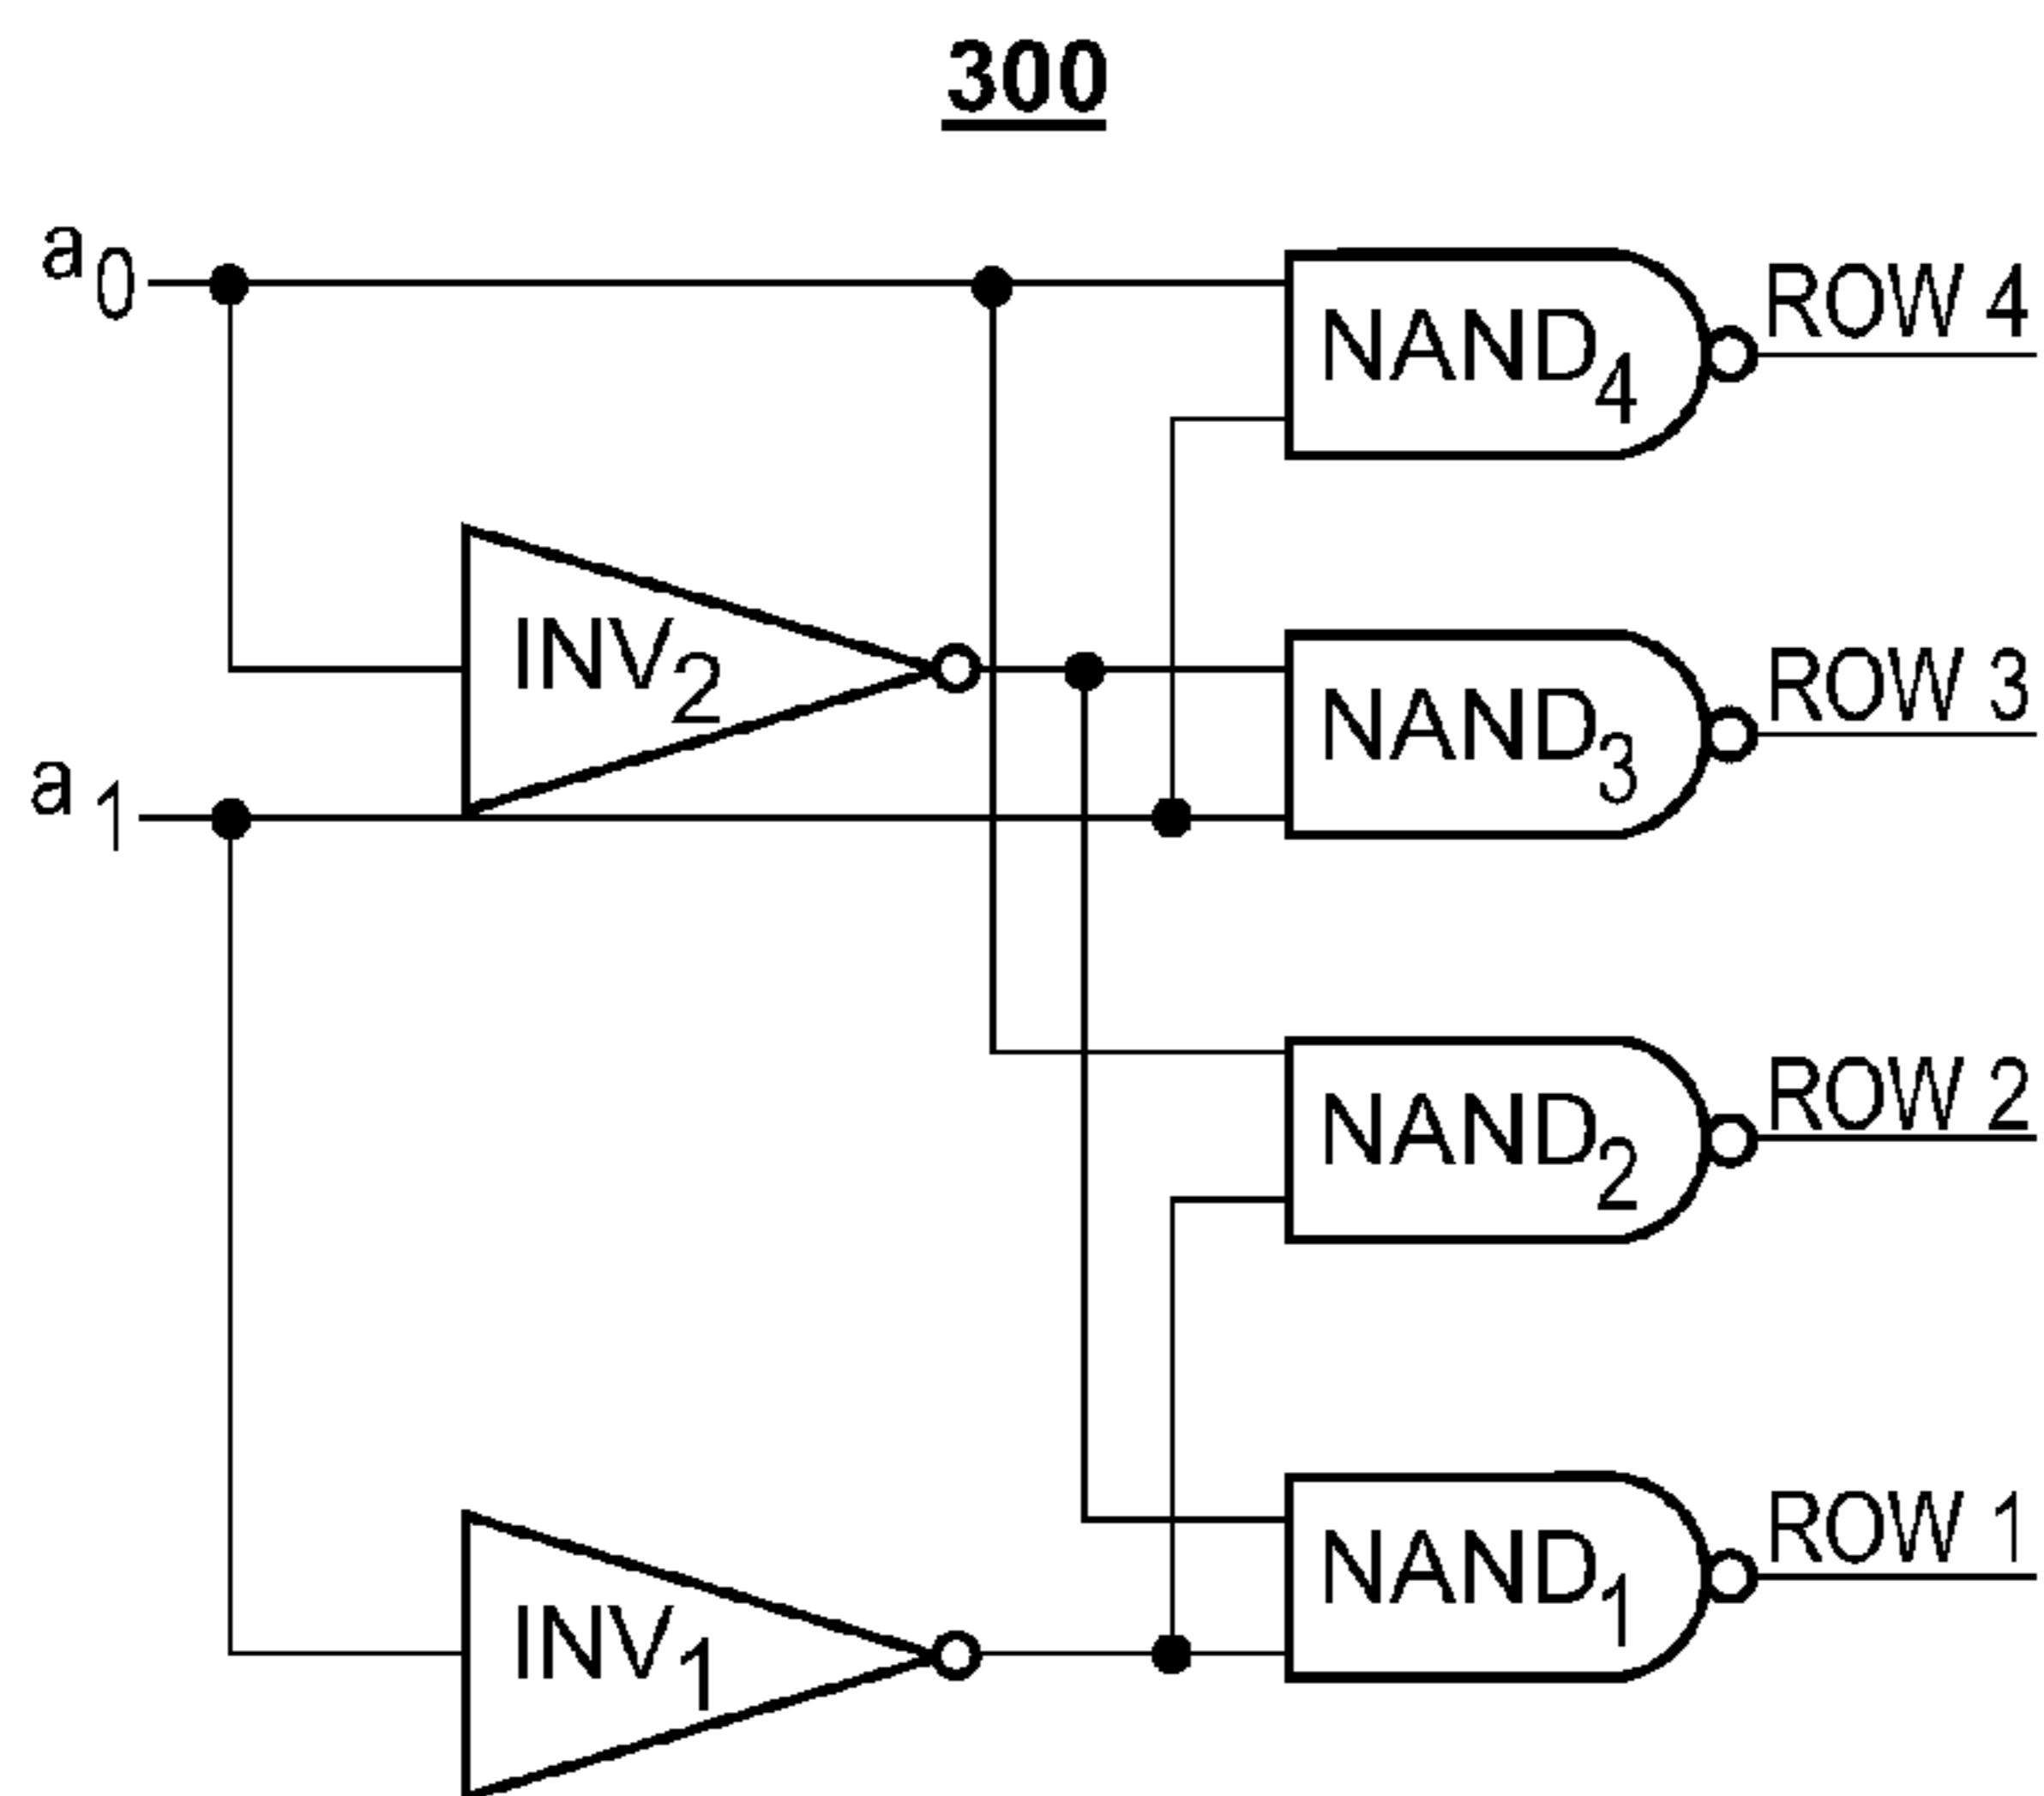 300
a0
NAND4
ROW 4
INV2
NAND3
ROW 3
a1
NAND2
ROW 2
INV1
NAND1
ROW 1